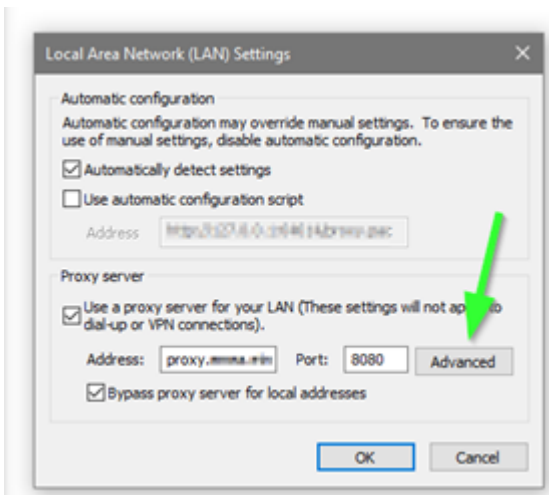 Local Area Network (LAN) Settings
Automatic configuration
Automatic configuration may override manual settings. To ensure the
use of manual settings, disable automatic configuration.
Automatically detect settings
Use automatic configuration script
Address
Proxy server
Use a proxy server for your LAN (These settings will not to
dial-up or VPN connections).
Address: proxy. Port: 8080 Advanced
Bypass proxy server for local addresses
OK Cancel